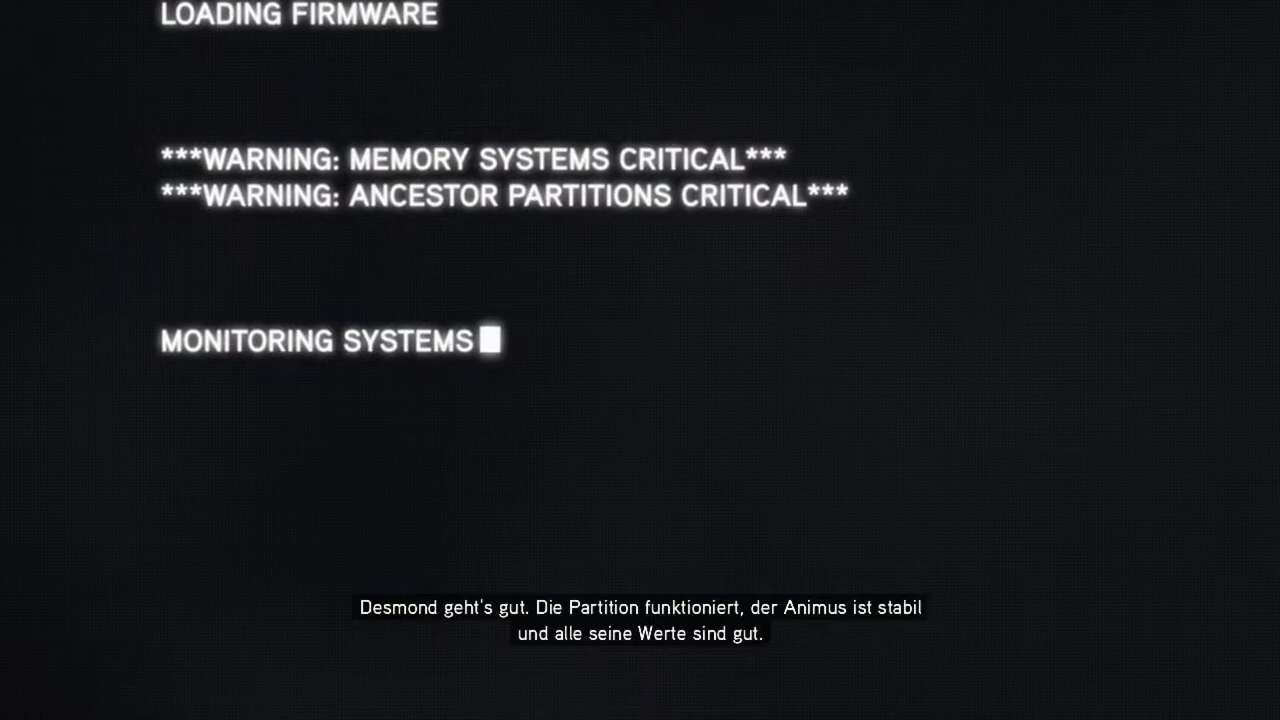 LOADING FIRMWARE
***WARNING: MEMORY SYSTEMS CRITICAL***
***WARNING: ANCESTOR PARTITIONS CRITICAL***
MONITORING SYSTEMS
Desmond geht's gut. Die Partition funktioniert, der Animus ist stabil
und alle seine Werte sind gut.